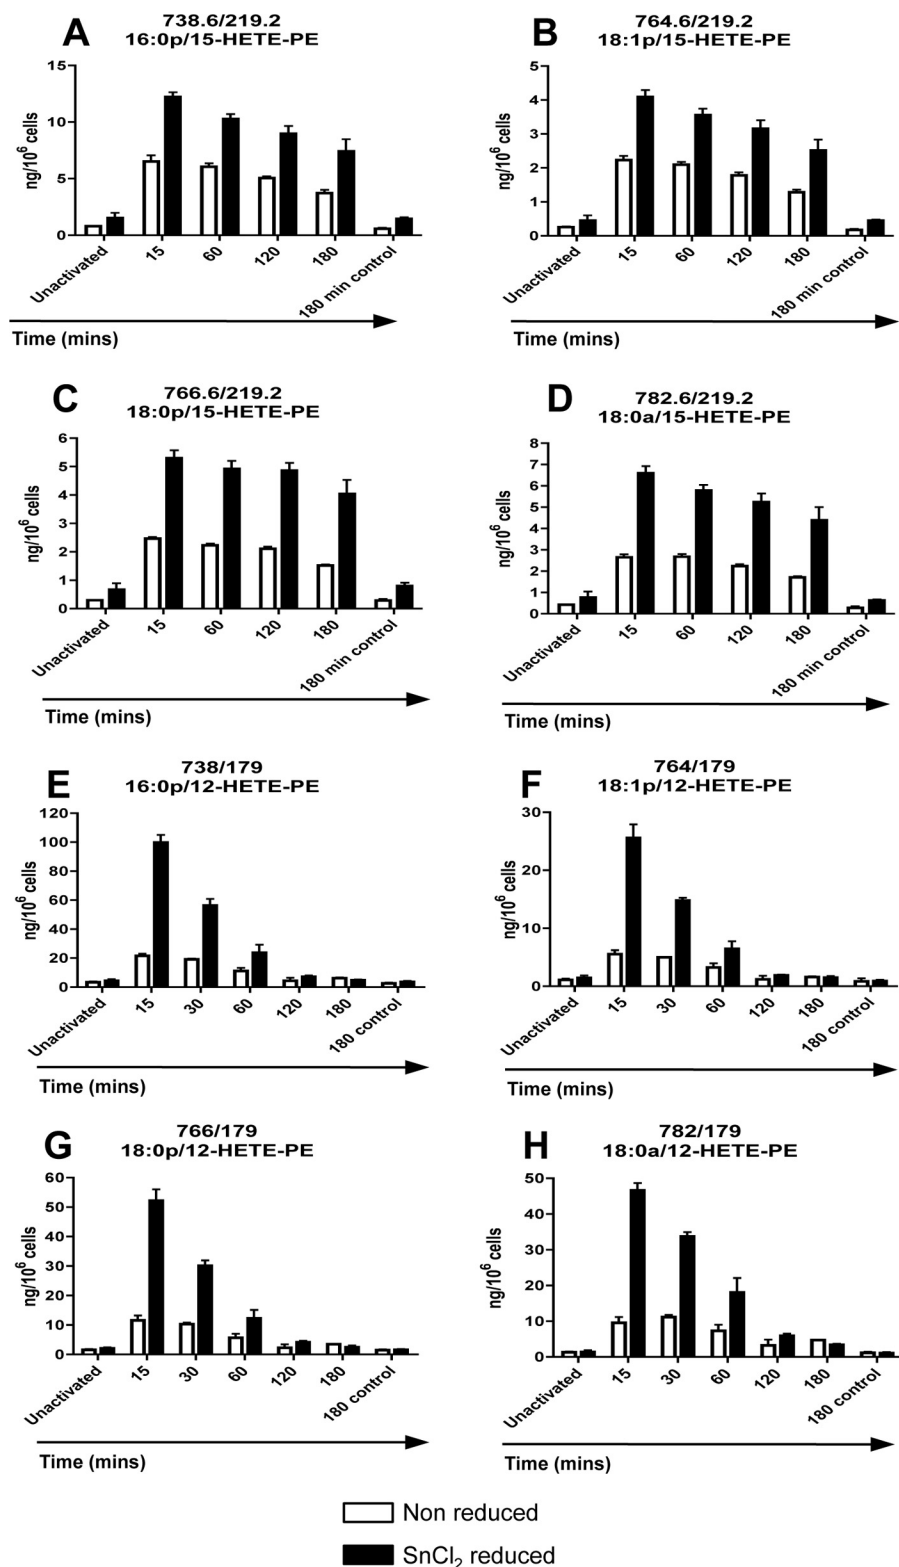 A
738.6/219.2
16:0p/15-HETE-PE
ng/10⁶ cells
15
10
5
0
Unactivated
15
60
120
180
180 min control
Time (mins)
B
764.6/219.2
18:1p/15-HETE-PE
ng/10⁶ cells
5
4
3
2
1
0
Unactivated
15
60
120
180
180 min control
Time (mins)
C
766.6/219.2
18:0p/15-HETE-PE
ng/10⁶ cells
6
5
4
3
2
1
0
Unactivated
15
60
120
180
180 min control
Time (mins)
D
782.6/219.2
18:0a/15-HETE-PE
ng/10⁶ cells
8
7
6
5
4
3
2
1
0
Unactivated
15
60
120
180
180 min control
Time (mins)
E
738/179
16:0p/12-HETE-PE
ng/10⁶ cells
120
100
80
60
40
20
0
Unactivated
15
30
60
120
180
180 control
Time (mins)
F
764/179
18:1p/12-HETE-PE
ng/10⁶ cells
30
20
10
0
Unactivated
15
30
60
120
180
180 control
Time (mins)
G
766/179
18:0p/12-HETE-PE
ng/10⁶ cells
60
50
40
30
20
10
0
Unactivated
15
30
60
120
180
180 control
Time (mins)
H
782/179
18:0a/12-HETE-PE
ng/10⁶ cells
50
40
30
20
10
0
Unactivated
15
30
60
120
180
180 control
Time (mins)
Non reduced
SnCl₂ reduced